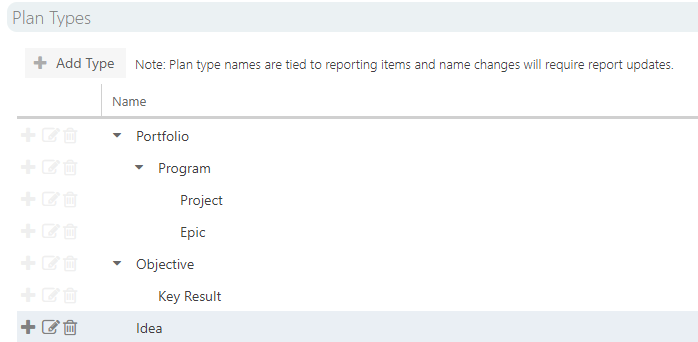 Plan Types
Add Type Note: Plan type names are tied to reporting items and name changes will require report updates.
Name
Portfolio
Program
Project
Epic
Objective
Key Result
Idea